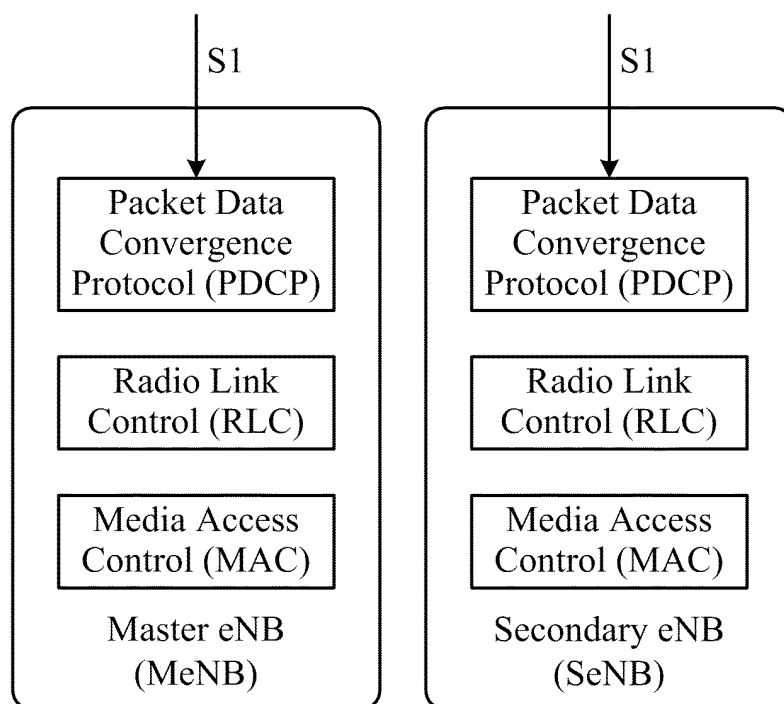 S1
Packet Data
Convergence
Protocol (PDCP)
Radio Link
Control (RLC)
Media Access
Control (MAC)
Master eNB
(MeNB)
S1
Packet Data
Convergence
Protocol (PDCP)
Radio Link
Control (RLC)
Media Access
Control (MAC)
Secondary eNB
(SeNB)